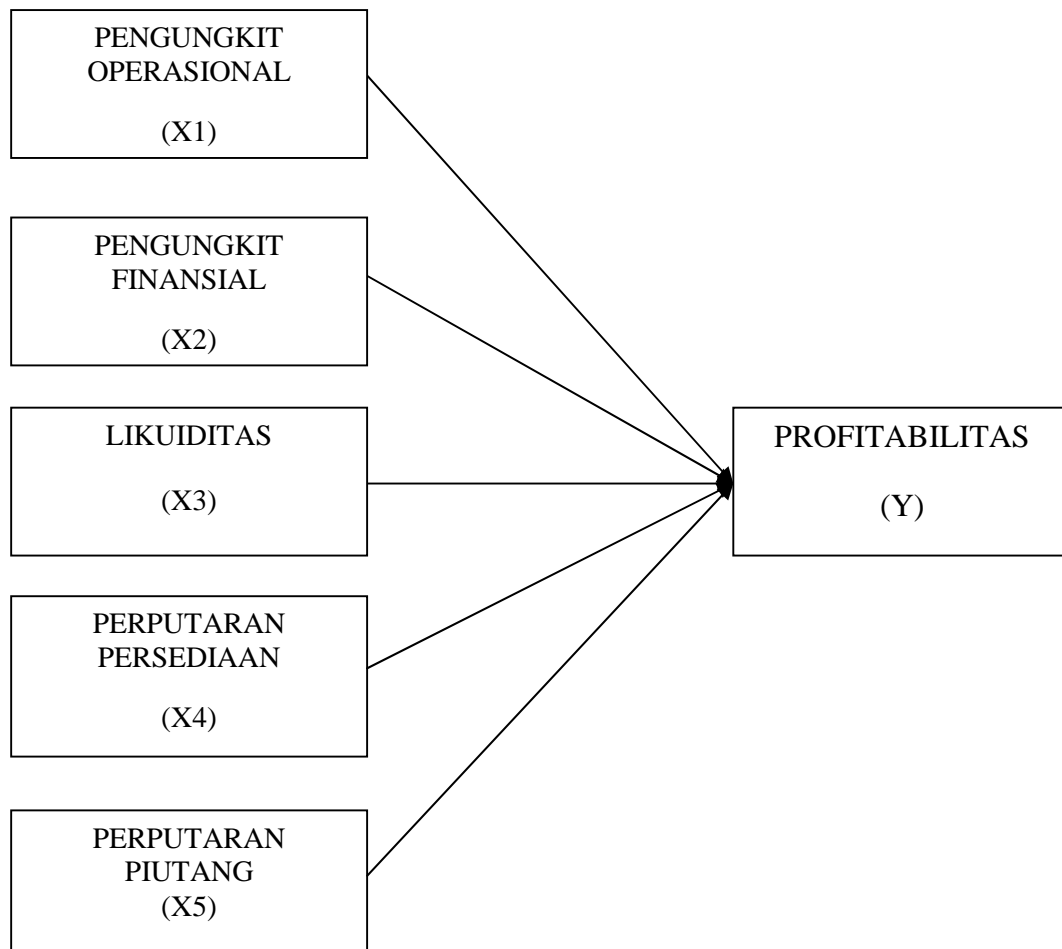 PENGUNGKIT
OPERASIONAL
(X1)
PENGUNGKIT
FINANSIAL
(X2)
LIKUIDITAS
(X3)
PROFITABILITAS
(Y)
PERPUTARAN
PERSEDIAAN
(X4)
PERPUTARAN
PIUTANG
(X5)